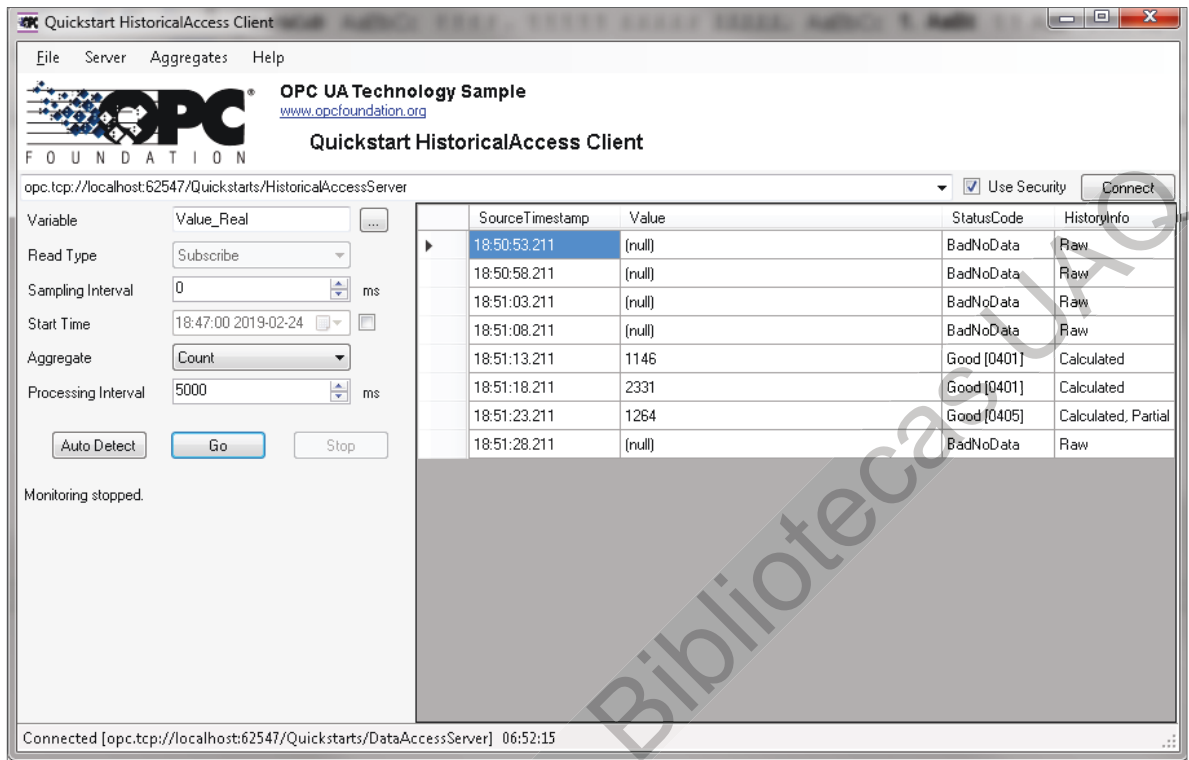 Quickstart HistoricalAccess Client
File Server Aggregates Help
OPC
FOUNDATION
OPC UA Technology Sample
www.opcfoundation.org
Quickstart HistoricalAccess Client
opc.tcp://localhost:62547/Quickstarts/HistoricalAccessServer Use Security Connect
Variable Value_Real ...
Read Type Subscribe
Sampling Interval 0 ms
Start Time 18:47:00 2019-02-24
Aggregate Count
Processing Interval 5000 ms
Auto Detect Go Stop
Monitoring stopped.
SourceTimestamp Value StatusCode HistoryInfo
18:50:53.211 (null) BadNoData Raw
18:50:58.211 (null) BadNoData Raw
18:51:03.211 (null) BadNoData Raw
18:51:08.211 (null) BadNoData Raw
18:51:13.211 1146 Good [0401] Calculated
18:51:18.211 2331 Good [0401] Calculated
18:51:23.211 1264 Good [0405] Calculated, Partial
18:51:28.211 (null) BadNoData Raw
Connected [opc.tcp://localhost:62547/Quickstarts/DataAccessServer] 06:52:15
Bibliotecas UAQ